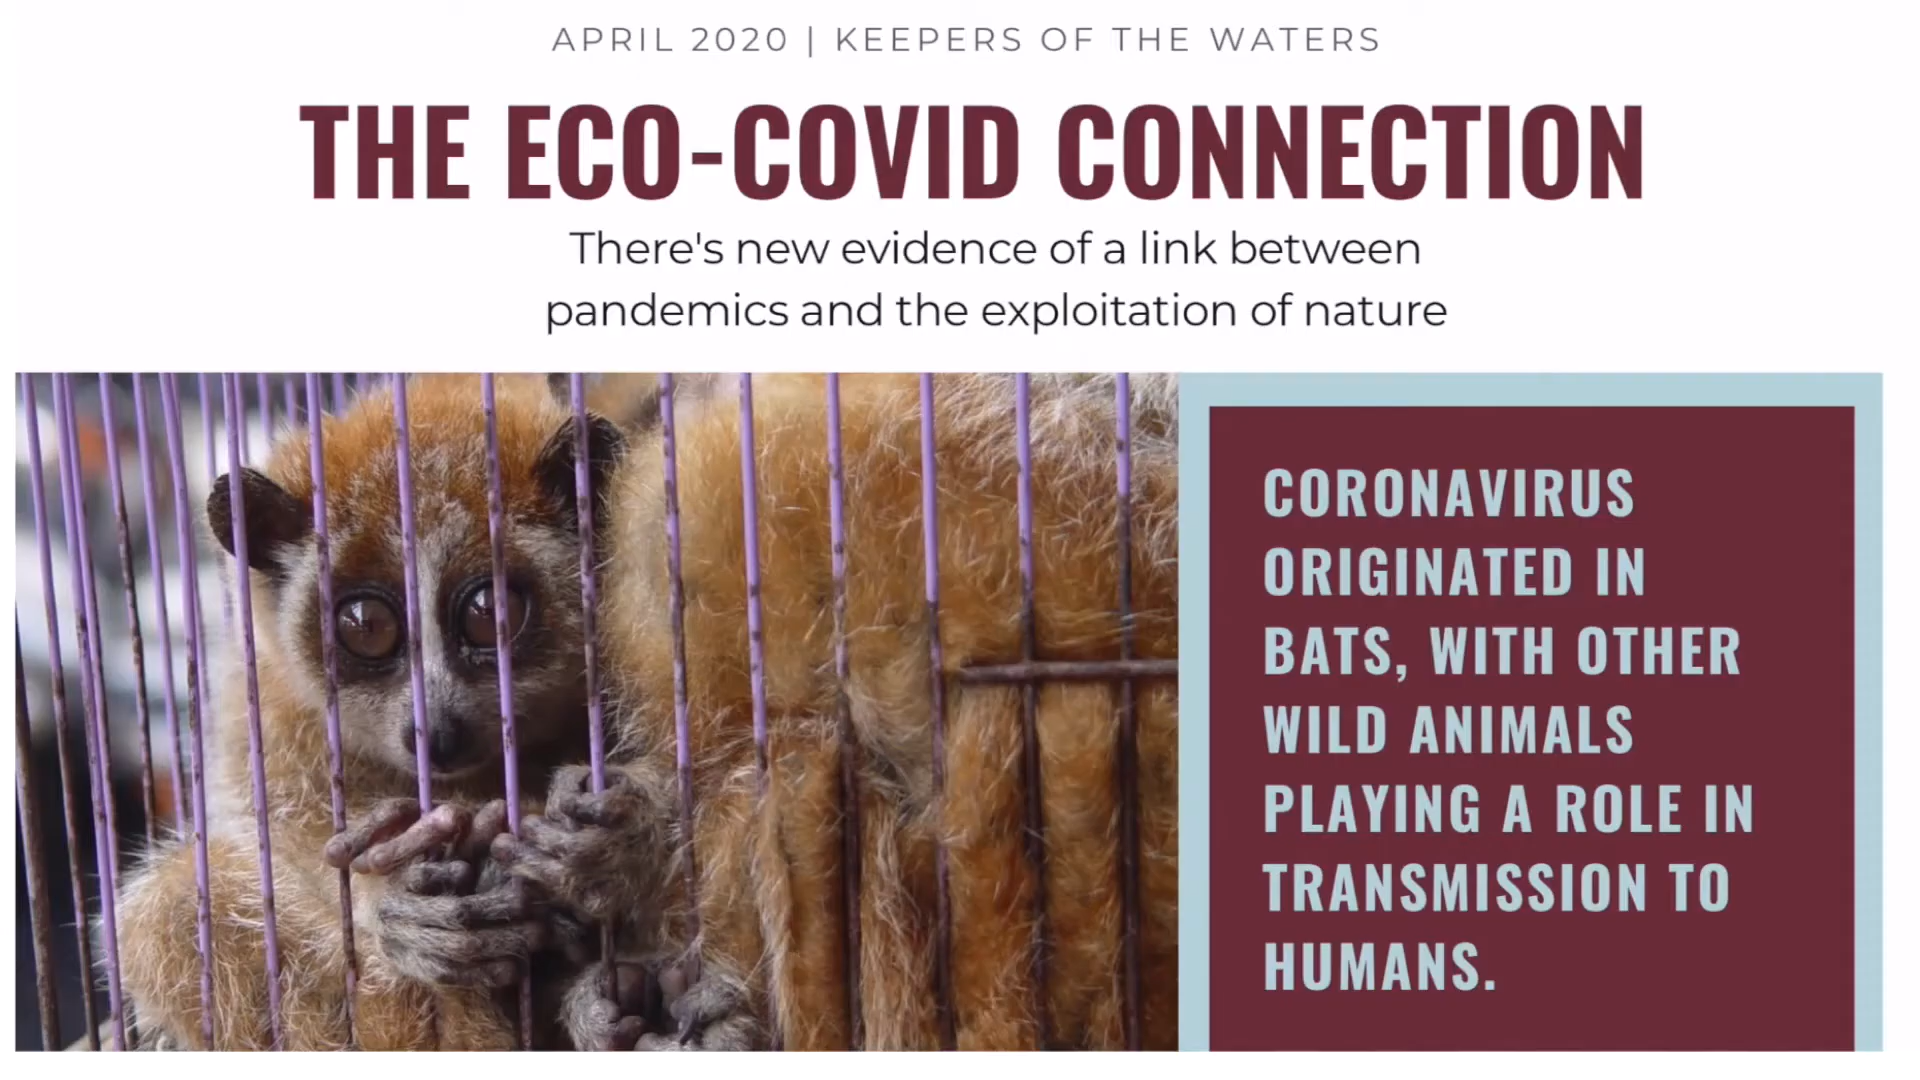 APRIL 2020 | KEEPERS OF THE WATERS
THE ECO-COVID CONNECTION
There's new evidence of a link between
pandemics and the exploitation of nature
CORONAVIRUS
ORIGINATED IN
BATS, WITH OTHER
WILD ANIMALS
PLAYING A ROLE IN
TRANSMISSION TO
HUMANS.